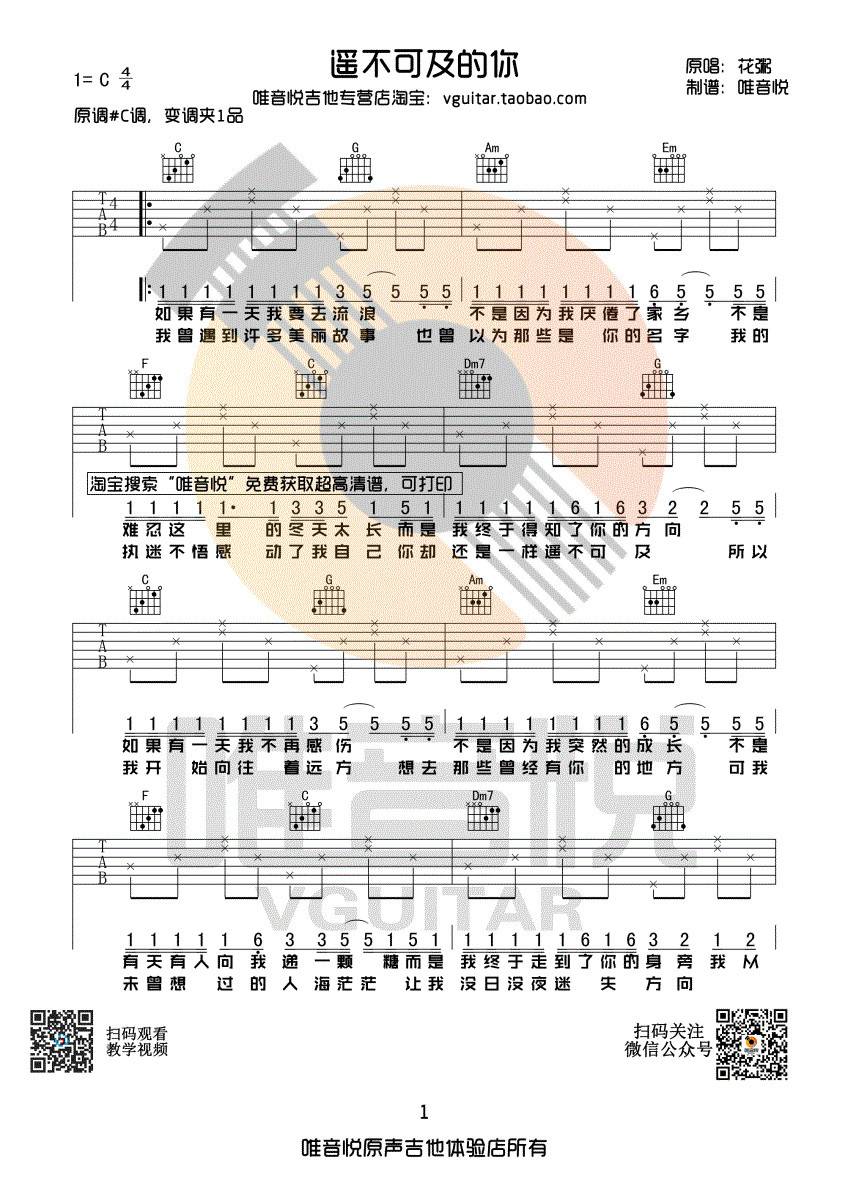 遥不可及的你
1= C 4/4
原唱：花粥
制谱：唯音悦
唯音悦吉他专营店淘宝：vguitar.taobao.com
原调#C调，变调夹1品
C G Am Em
T A B 4 4
1 1 1 1 1 1 1 3 5 5 5 5 1 1 1 1 1 1 1 6 5 5 5 5
如果有一天我要去流浪 不是因为我厌倦了家乡 不是
我曾遇到许多美丽故事 也曾以为那些是你的名字 我的
F C Dm7 G
T A B
淘宝搜索“唯音悦”免费获取超高清谱，可打印
1 1 1 1 1· 1 3 3 5 1 5 1 1 1 1 1 1 6 1 6 3 2 2 5 5
难忍这里的冬天太长而是我终于得知了你的方向
执迷不悟感动了我自己你却还是一样遥不可及 所以
C G Am Em
T A B
1 1 1 1 1 1 1 3 5 5 5 5 1 1 1 1 1 1 1 6 5 5 5 5
如果有一天我不再感伤 不是因为我突然的成长 不是
我开始向往着远方 想去那些曾经有你的地方 可我
F C Dm7 G
T A B
1 1 1 1 1 6 3 3 5 5 1 5 1 1 1 1 1 1 6 1 6 3 2 1 2
有天有人向我递一颗糖而是我终于走到了你的身旁我从
未曾想过的人海茫茫让我没日没夜迷失方向
唯音悦
VGUITAR
扫码观看
教学视频
扫码关注
微信公众号
1
唯音悦原声吉他体验店所有